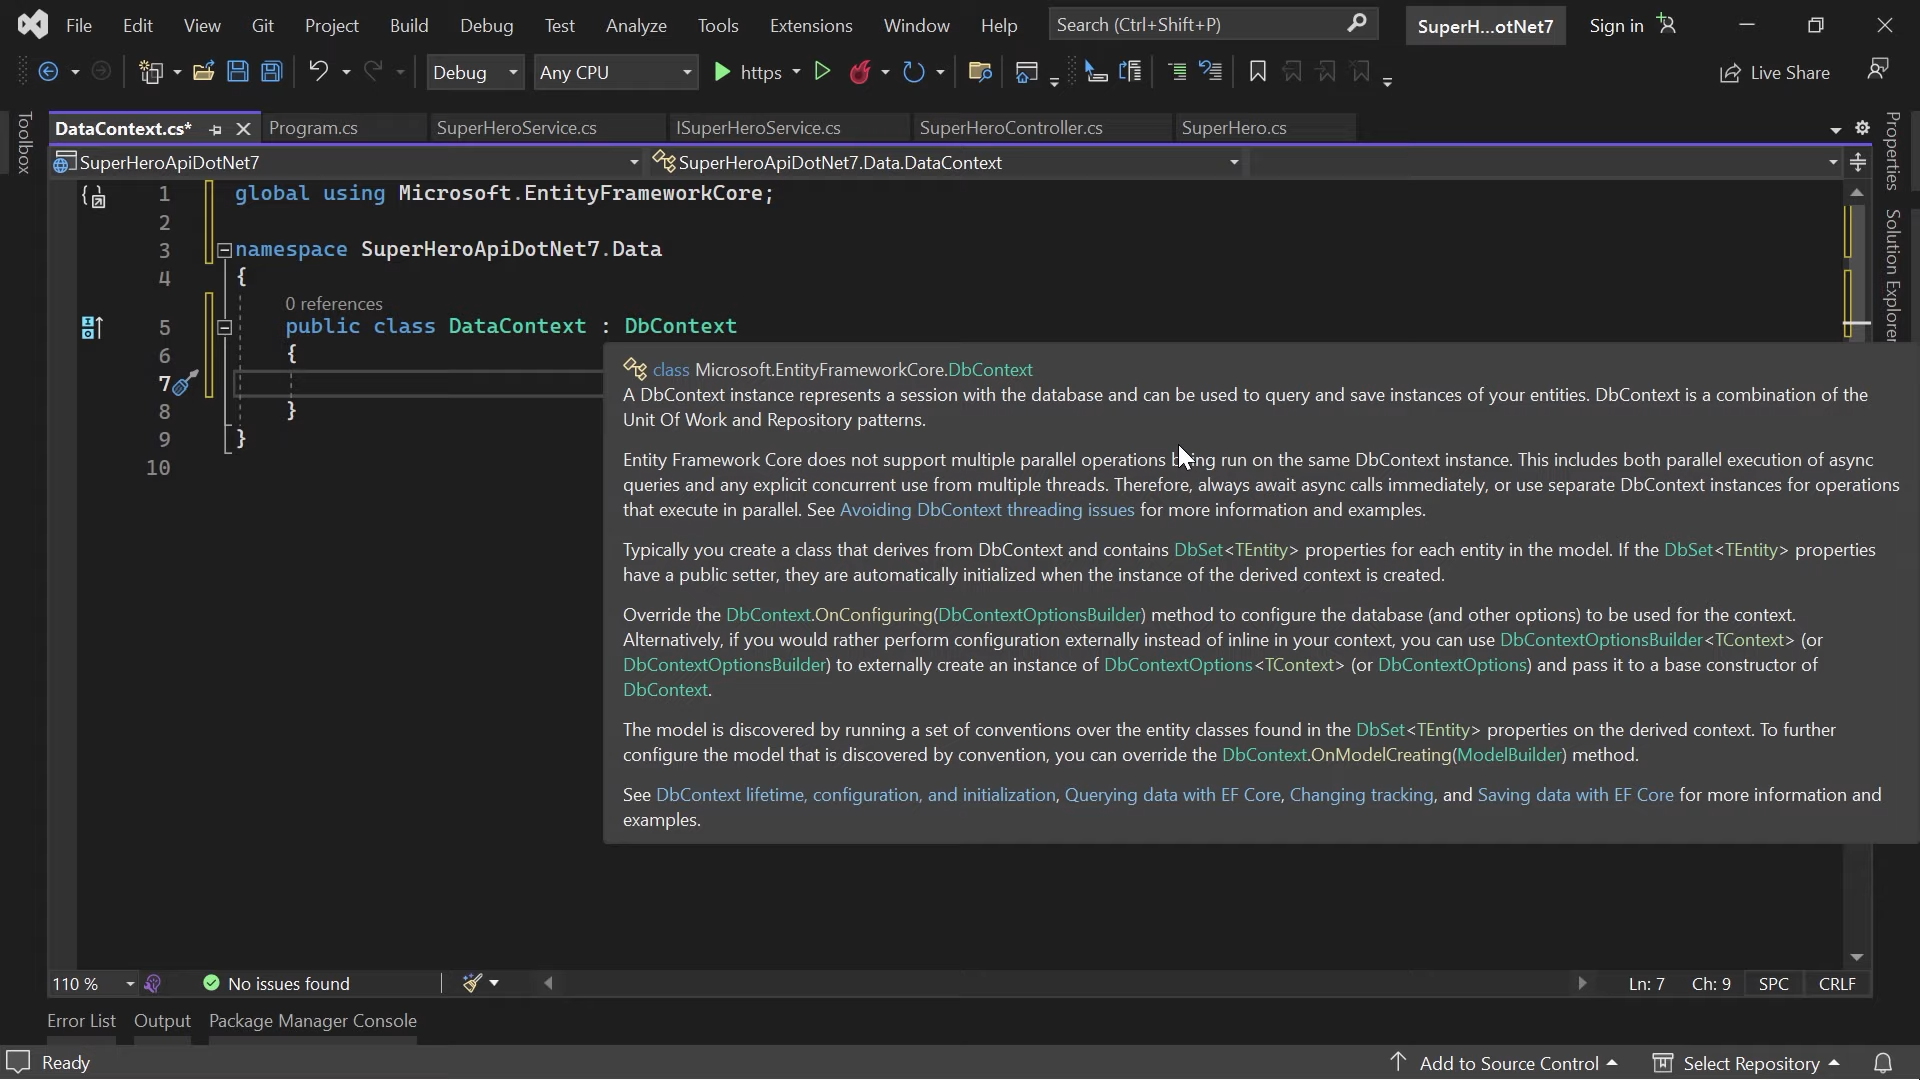 File Edit View Git Project Build Debug Test Analyze Tools Extensions Window Help Search (Ctrl+Shift+P) SuperH...otNet7 Sign in
Debug Any CPU https Live Share
Toolbox
DataContext.cs* Program.cs SuperHeroService.cs ISuperHeroService.cs SuperHeroController.cs SuperHero.cs
Properties
Solution Explorer
SuperHeroApiDotNet7 SuperHeroApiDotNet7.Data.DataContext
1 global using Microsoft.EntityFrameworkCore;
2
3 namespace SuperHeroApiDotNet7.Data
4 {
0 references
5 public class DataContext : DbContext
6 {
7
8 }
9 }
10
class Microsoft.EntityFrameworkCore.DbContext
A DbContext instance represents a session with the database and can be used to query and save instances of your entities. DbContext is a combination of the
Unit Of Work and Repository patterns.
Entity Framework Core does not support multiple parallel operations being run on the same DbContext instance. This includes both parallel execution of async
queries and any explicit concurrent use from multiple threads. Therefore, always await async calls immediately, or use separate DbContext instances for operations
that execute in parallel. See Avoiding DbContext threading issues for more information and examples.
Typically you create a class that derives from DbContext and contains DbSet<TEntity> properties for each entity in the model. If the DbSet<TEntity> properties
have a public setter, they are automatically initialized when the instance of the derived context is created.
Override the DbContext.OnConfiguring(DbContextOptionsBuilder) method to configure the database (and other options) to be used for the context.
Alternatively, if you would rather perform configuration externally instead of inline in your context, you can use DbContextOptionsBuilder<TContext> (or
DbContextOptionsBuilder) to externally create an instance of DbContextOptions<TContext> (or DbContextOptions) and pass it to a base constructor of
DbContext.
The model is discovered by running a set of conventions over the entity classes found in the DbSet<TEntity> properties on the derived context. To further
configure the model that is discovered by convention, you can override the DbContext.OnModelCreating(ModelBuilder) method.
See DbContext lifetime, configuration, and initialization, Querying data with EF Core, Changing tracking, and Saving data with EF Core for more information and
examples.
110 % No issues found Ln: 7 Ch: 9 SPC CRLF
Error List Output Package Manager Console
Ready Add to Source Control Select Repository